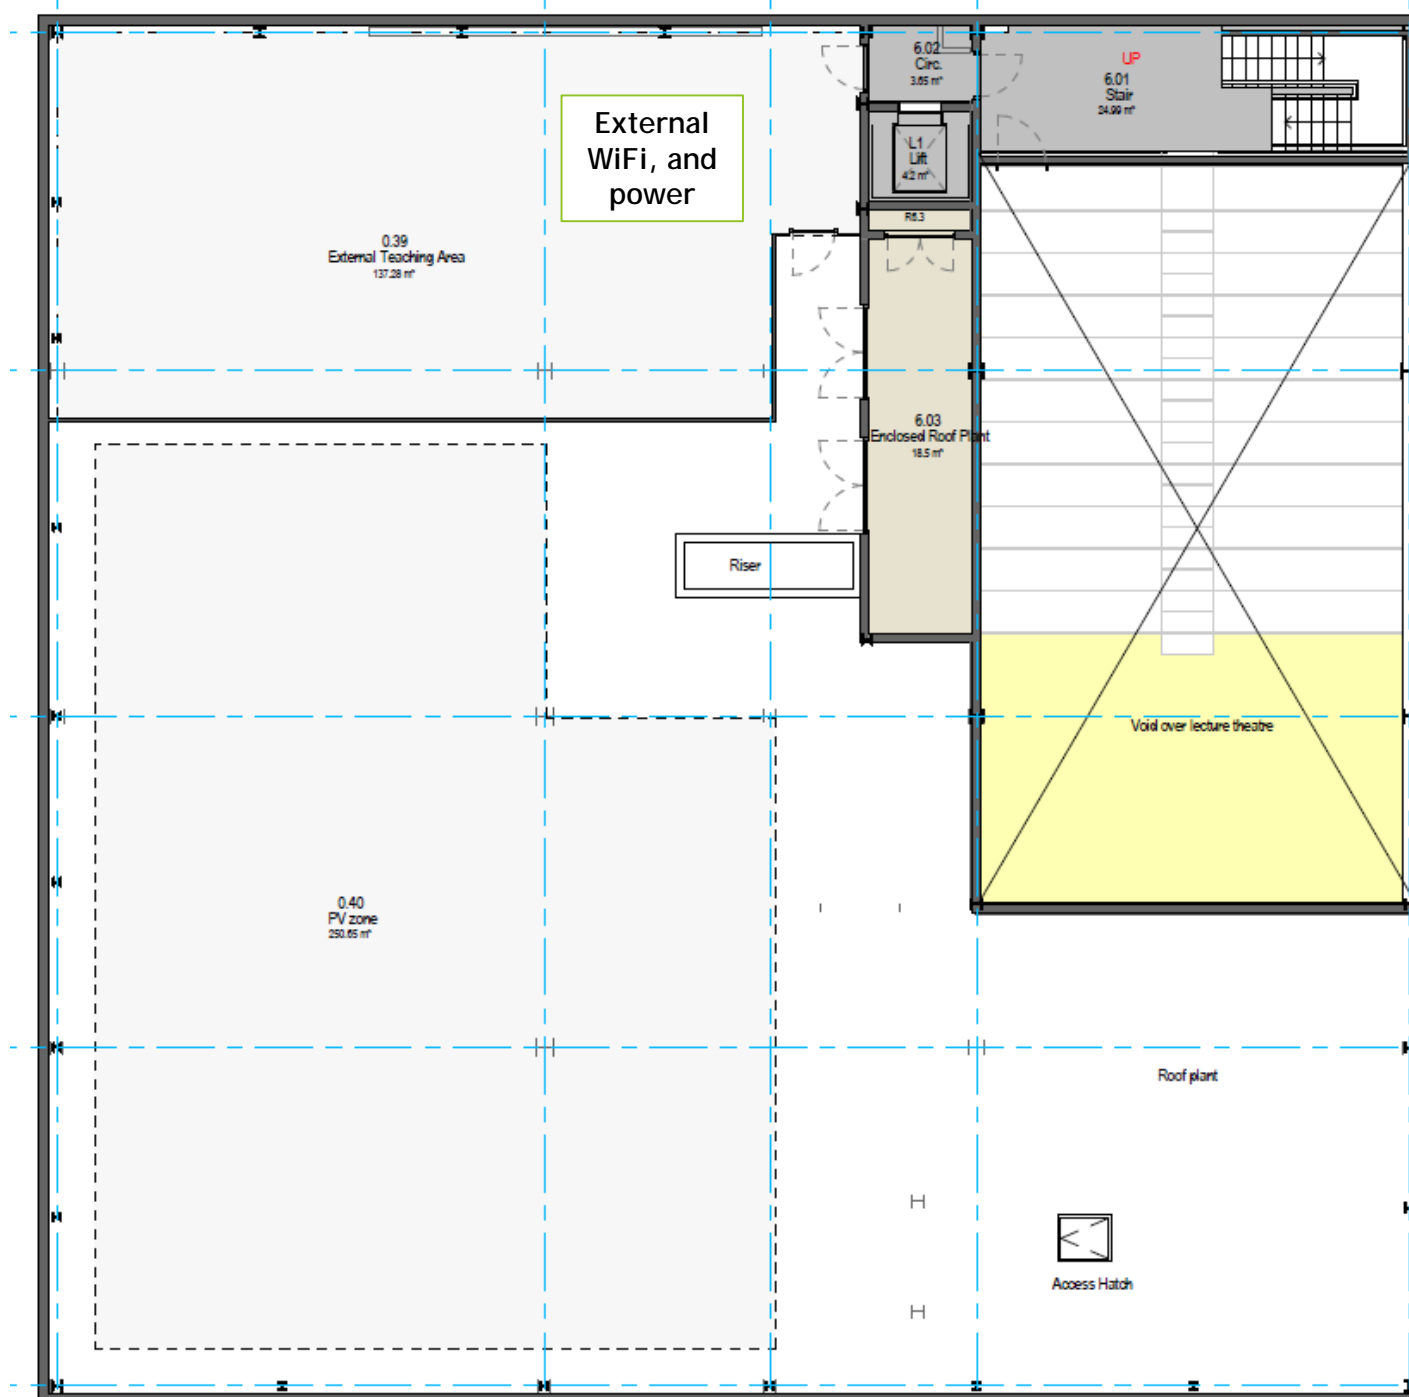 6.02
Circ.
3.65 m²
UP
6.01
Stair
24.99 m²
External
WiFi, and
power
L1
Lift
4.2 m²
R6.3
0.39
External Teaching Area
137.28 m²
6.03
Enclosed Roof Plant
18.5 m²
Riser
Void over lecture theatre
0.40
PV zone
250.65 m²
Roof plant
Access Hatch